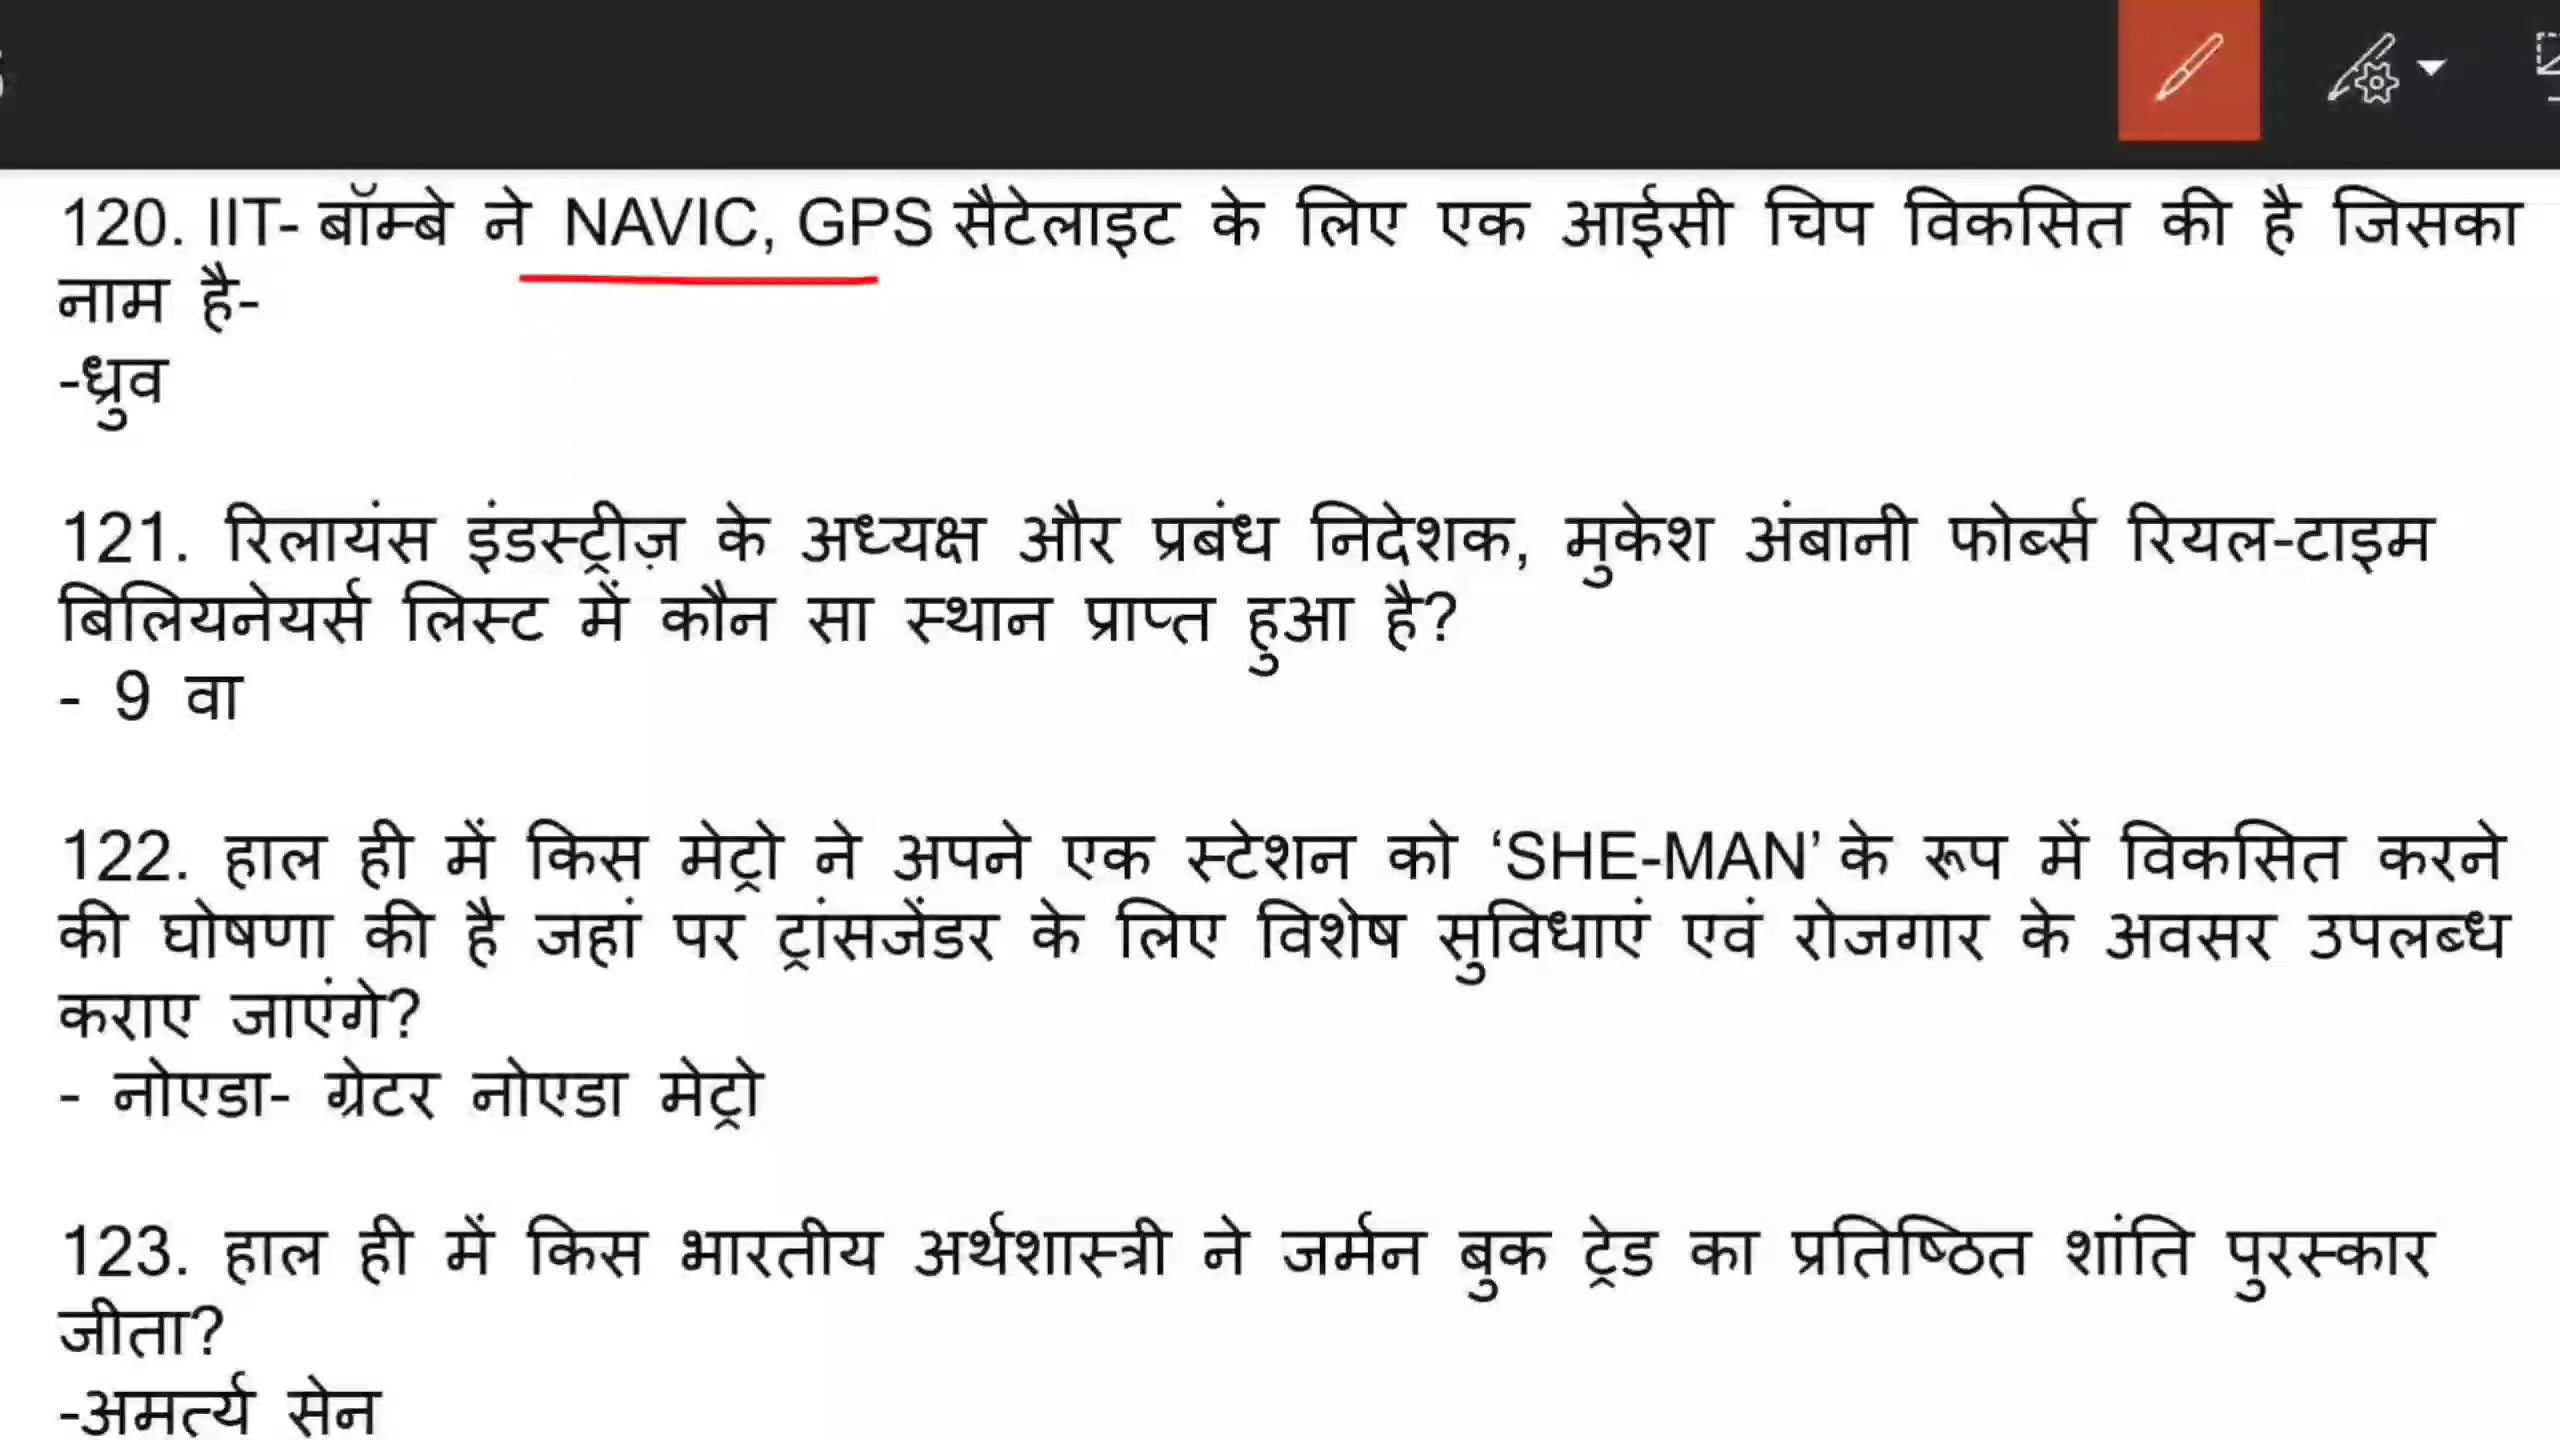 120. IIT- बॉम्बे ने NAVIC, GPS सैटेलाइट के लिए एक आईसी चिप विकसित की है जिसका
नाम है-
-ध्रुव
121. रिलायंस इंडस्ट्रीज़ के अध्यक्ष और प्रबंध निदेशक, मुकेश अंबानी फोर्ब्स रियल-टाइम
बिलियनेयर्स लिस्ट में कौन सा स्थान प्राप्त हुआ है?
- 9 वा
122. हाल ही में किस मेट्रो ने अपने एक स्टेशन को ‘SHE-MAN’ के रूप में विकसित करने
की घोषणा की है जहां पर ट्रांसजेंडर के लिए विशेष सुविधाएं एवं रोजगार के अवसर उपलब्ध
कराए जाएंगे?
- नोएडा- ग्रेटर नोएडा मेट्रो
123. हाल ही में किस भारतीय अर्थशास्त्री ने जर्मन बुक ट्रेड का प्रतिष्ठित शांति पुरस्कार
जीता?
-अमर्त्य सेन